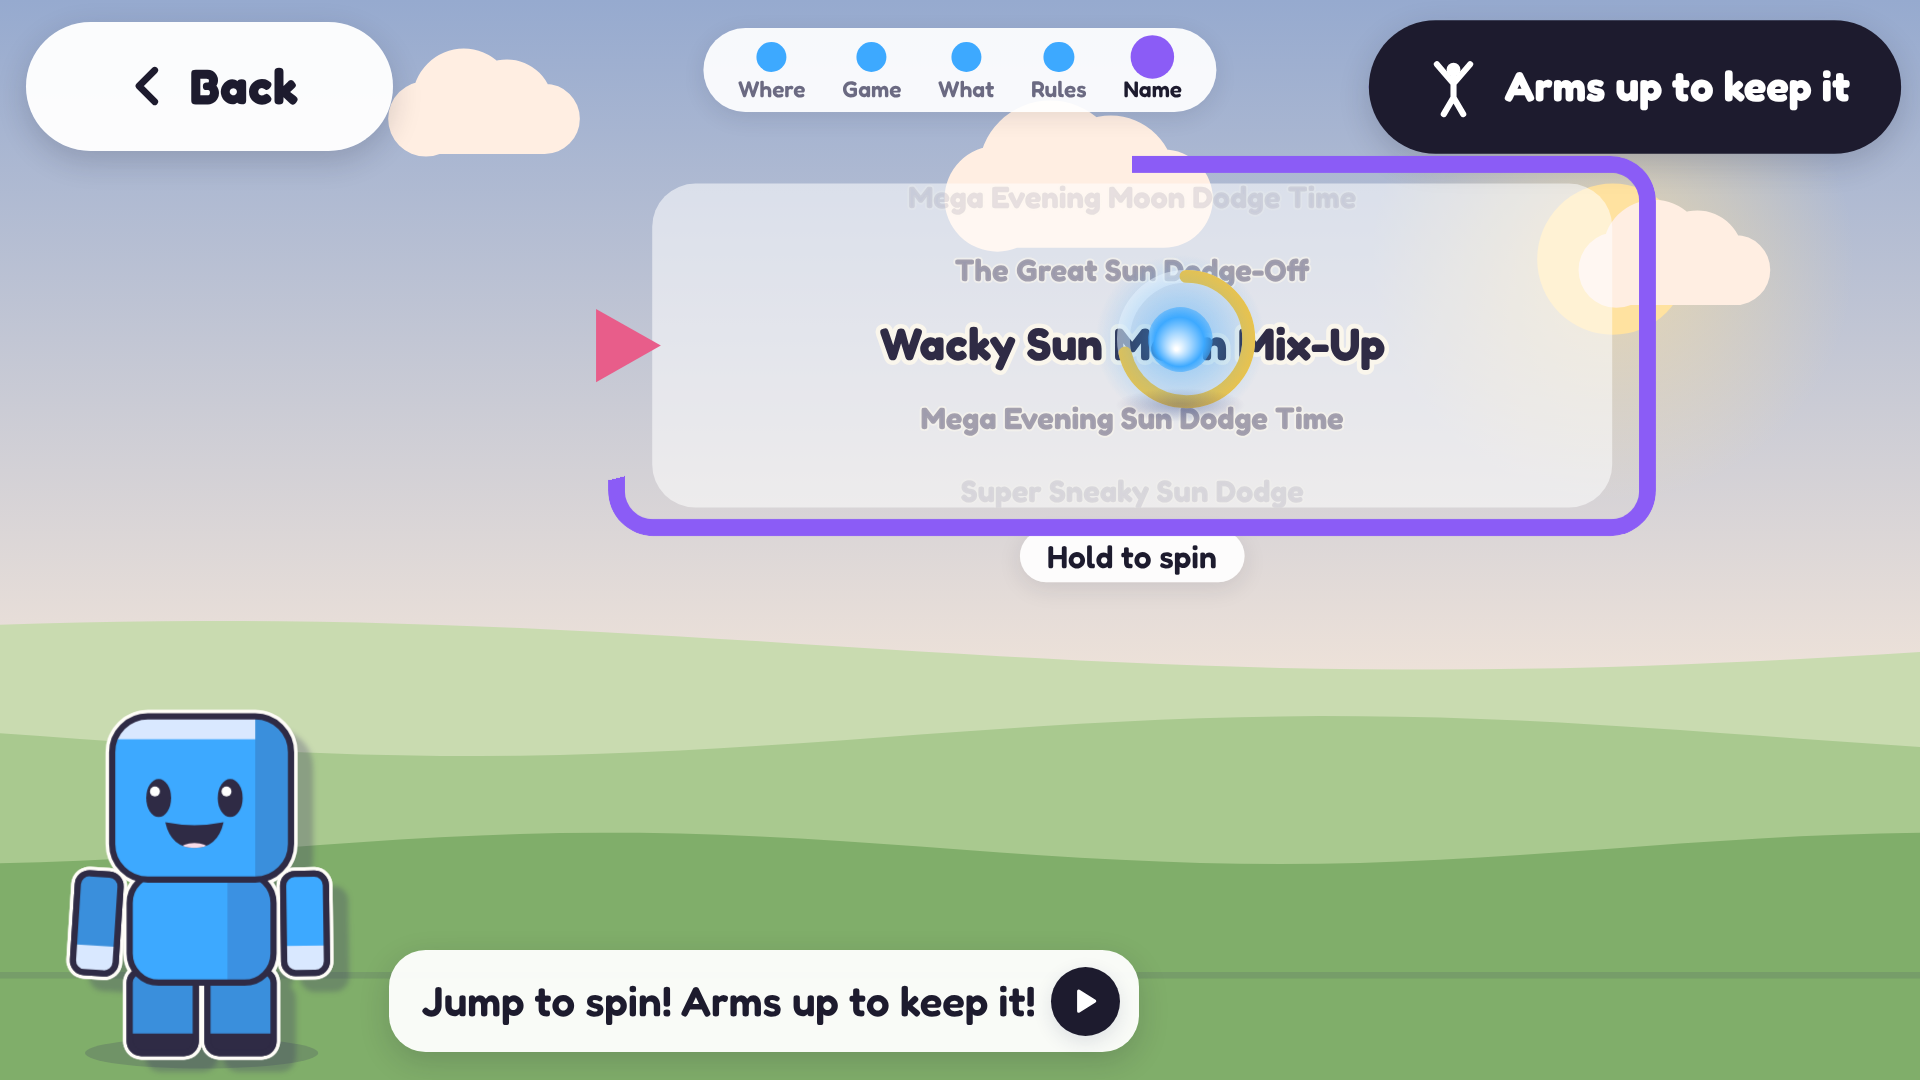 Back
Where Game What Rules Name
Arms up to keep it
Mega Evening Moon Dodge Time
The Great Sun Dodge-Off
Wacky Sun Moon Mix-Up
Mega Evening Sun Dodge Time
Super Sneaky Sun Dodge
Hold to spin
Jump to spin! Arms up to keep it!